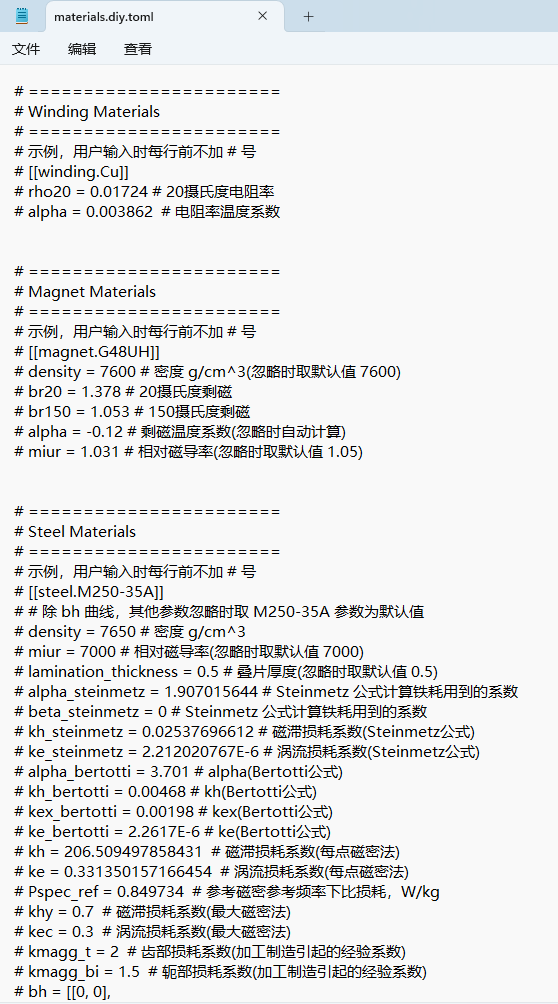 materials.diy.toml
文件 编辑 查看
# =======================
# Winding Materials
# =======================
# 示例，用户输入时每行前不加 # 号
# [[winding.Cu]]
# rho20 = 0.01724 # 20摄氏度电阻率
# alpha = 0.003862  # 电阻率温度系数
# =======================
# Magnet Materials
# =======================
# 示例，用户输入时每行前不加 # 号
# [[magnet.G48UH]]
# density = 7600 # 密度 g/cm^3(忽略时取默认值 7600)
# br20 = 1.378 # 20摄氏度剩磁
# br150 = 1.053 # 150摄氏度剩磁
# alpha = -0.12 # 剩磁温度系数(忽略时自动计算)
# miur = 1.031 # 相对磁导率(忽略时取默认值 1.05)
# =======================
# Steel Materials
# =======================
# 示例，用户输入时每行前不加 # 号
# [[steel.M250-35A]]
# # 除 bh 曲线，其他参数忽略时取 M250-35A 参数为默认值
# density = 7650 # 密度 g/cm^3
# miur = 7000 # 相对磁导率(忽略时取默认值 7000)
# lamination_thickness = 0.5 # 叠片厚度(忽略时取默认值 0.5)
# alpha_steinmetz = 1.907015644 # Steinmetz 公式计算铁耗用到的系数
# beta_steinmetz = 0 # Steinmetz 公式计算铁耗用到的系数
# kh_steinmetz = 0.02537696612 # 磁滞损耗系数(Steinmetz公式)
# ke_steinmetz = 2.212020767E-6 # 涡流损耗系数(Steinmetz公式)
# alpha_bertotti = 3.701 # alpha(Bertotti公式)
# kh_bertotti = 0.00468 # kh(Bertotti公式)
# kex_bertotti = 0.00198 # kex(Bertotti公式)
# ke_bertotti = 2.2617E-6 # ke(Bertotti公式)
# kh = 206.509497858431  # 磁滞损耗系数(每点磁密法)
# ke = 0.331350157166454  # 涡流损耗系数(每点磁密法)
# Pspec_ref = 0.849734  # 参考磁密参考频率下比损耗，W/kg
# khy = 0.7  # 磁滞损耗系数(最大磁密法)
# kec = 0.3  # 涡流损耗系数(最大磁密法)
# kmagg_t = 2  # 齿部损耗系数(加工制造引起的经验系数)
# kmagg_bi = 1.5  # 轭部损耗系数(加工制造引起的经验系数)
# bh = [[0, 0],